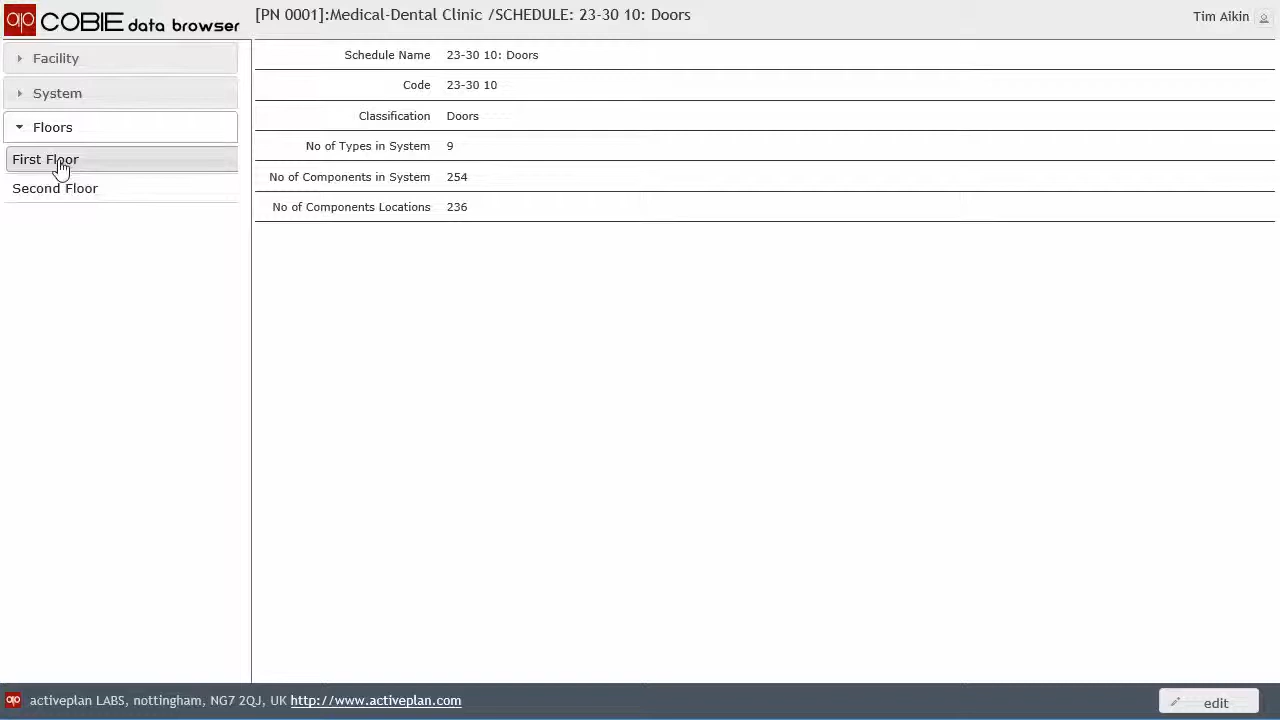 COBIE data browser
[PN 0001]:Medical-Dental Clinic /SCHEDULE: 23-30 10: Doors
Tim Aikin
Facility
System
Floors
First Floor
Second Floor
Schedule Name 23-30 10: Doors
Code 23-30 10
Classification Doors
No of Types in System 9
No of Components in System 254
No of Components Locations 236
activeplan LABS, nottingham, NG7 2QJ, UK http://www.activeplan.com
edit